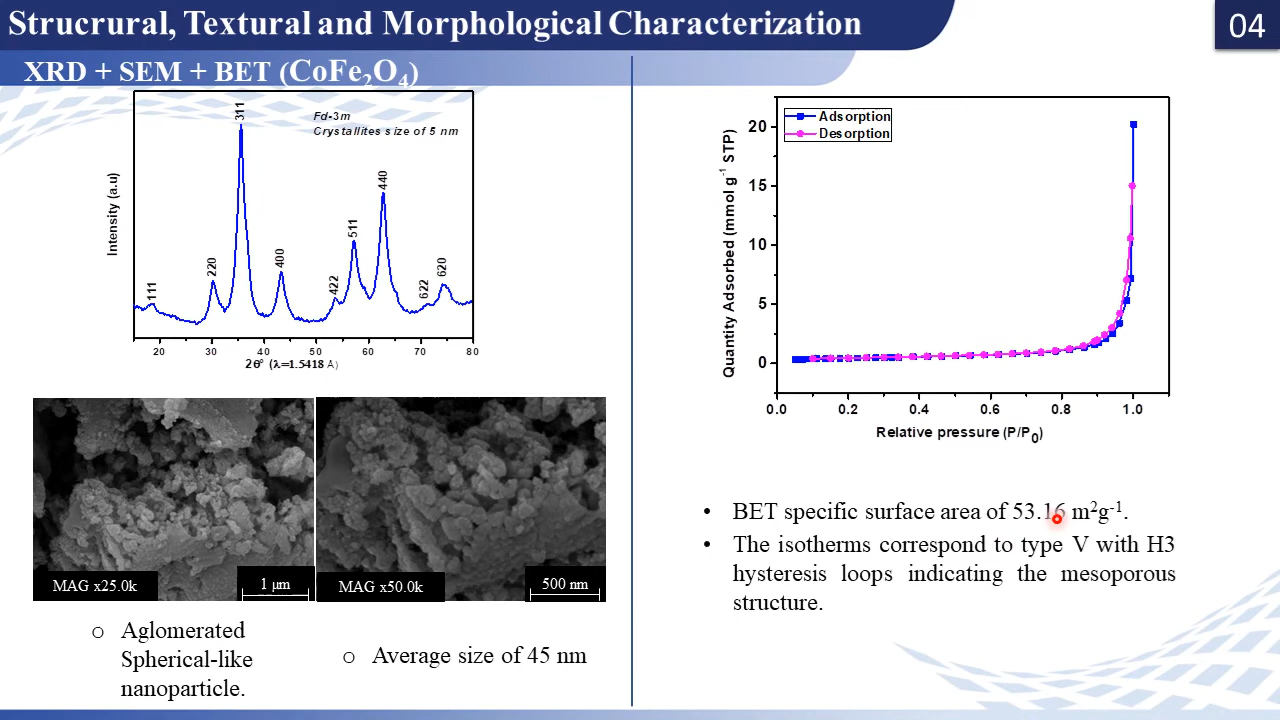 Strucrural, Textural and Morphological Characterization
04
XRD + SEM + BET (CoFe₂O₄)
Fd-3m
Crystallites size of 5 nm
111
220
311
400
422
511
440
622
620
Intensity (a.u)
20 30 40 50 60 70 80
2θ° (λ=1.5418 A)
MAG x25.0k
1 µm
MAG x50.0k
500 nm
o Aglomerated
Spherical-like
nanoparticle.
o Average size of 45 nm
Adsorption
Desorption
Quantity Adsorbed (mmol g⁻¹ STP)
20
15
10
5
0
0.0 0.2 0.4 0.6 0.8 1.0
Relative pressure (P/P₀)
• BET specific surface area of 53.16 m²g⁻¹.
• The isotherms correspond to type V with H3
hysteresis loops indicating the mesoporous
structure.